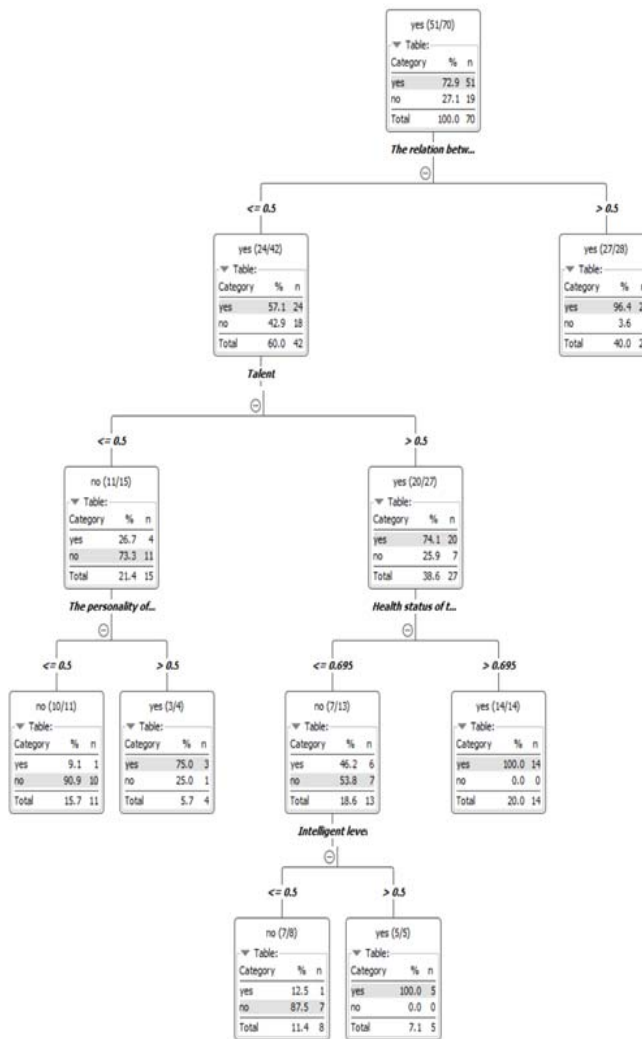 yes (51/70)
Table:
Category % n
yes 72.9 51
no 27.1 19
Total 100.0 70
The relation betw...
<= 0.5
> 0.5
yes (24/42)
Table:
Category % n
yes 57.1 24
no 42.9 18
Total 60.0 42
Talent
yes (27/28)
Table:
Category %
yes 96.4 2
no 3.6
Total 40.0 2
<= 0.5
> 0.5
no (11/15)
Table:
Category % n
yes 26.7 4
no 73.3 11
Total 21.4 15
The personality of...
yes (20/27)
Table:
Category % n
yes 74.1 20
no 25.9 7
Total 38.6 27
Health status of t...
<= 0.5
> 0.5
<= 0.695
> 0.695
no (10/11)
Table:
Category % n
yes 9.1 1
no 90.9 10
Total 15.7 11
yes (3/4)
Table:
Category % n
yes 75.0 3
no 25.0 1
Total 5.7 4
no (7/13)
Table:
Category % n
yes 46.2 6
no 53.8 7
Total 18.6 13
Intelligent leve
yes (14/14)
Table:
Category % n
yes 100.0 14
no 0.0 0
Total 20.0 14
<= 0.5
> 0.5
no (7/8)
Table:
Category % n
yes 12.5 1
no 87.5 7
Total 11.4 8
yes (5/5)
Table:
Category % n
yes 100.0 5
no 0.0 0
Total 7.1 5